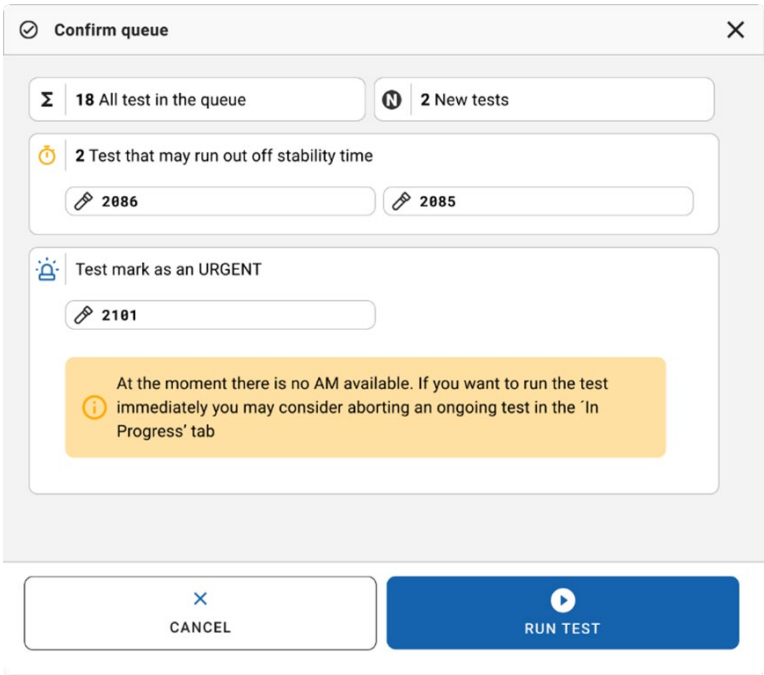 Confirm queue
18 All test in the queue
N 2 New tests
2 Test that may run out off stability time
2086 2085
Test mark as an URGENT
2101
At the moment there is no AM available. If you want to run the test
immediately you may consider aborting an ongoing test in the ´In
Progress’ tab
CANCEL
RUN TEST